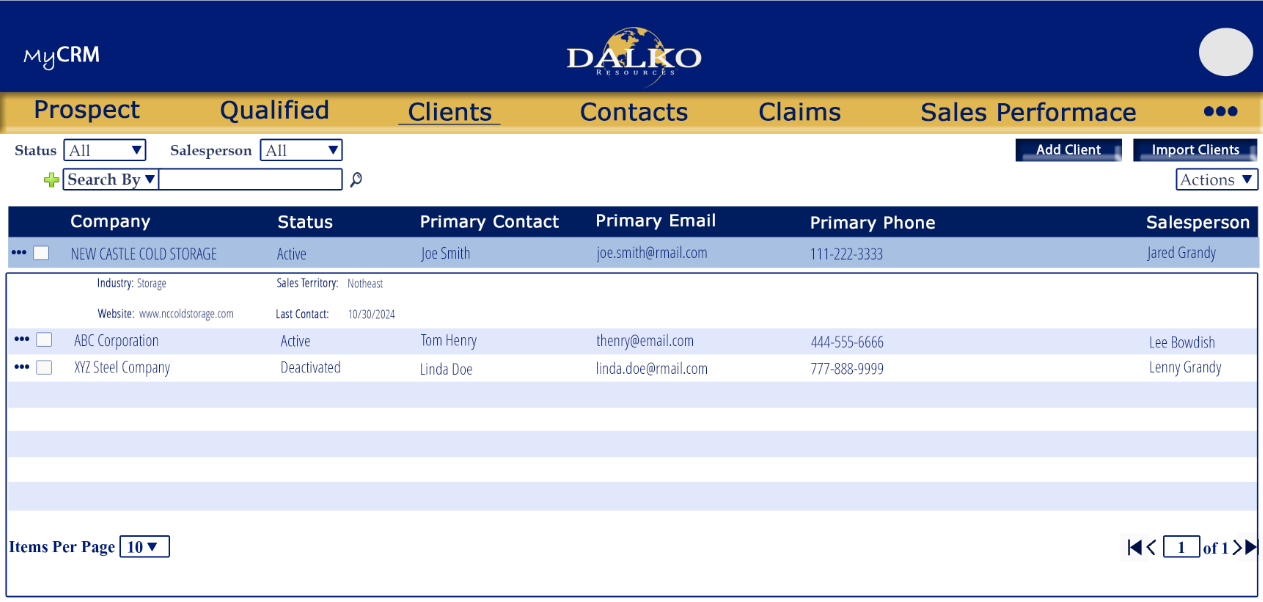 MyCRM
DALKO
RESOURCES
Prospect Qualified Clients Contacts Claims Sales Performace •••
Status All ▼ Salesperson All ▼ Add Client Import Clients
Search By ▼ Actions ▼
Company Status Primary Contact Primary Email Primary Phone Salesperson
••• NEW CASTLE COLD STORAGE Active Joe Smith joe.smith@rmail.com 111-222-3333 Jared Grandy
Industry: Storage Sales Territory: Notheast
Website: www.nccoldstorage.com Last Contact: 10/30/2024
••• ABC Corporation Active Tom Henry thenry@email.com 444-555-6666 Lee Bowdish
••• XYZ Steel Company Deactivated Linda Doe linda.doe@rmail.com 777-888-9999 Lenny Grandy
Items Per Page 10 ▼ 1 of 1